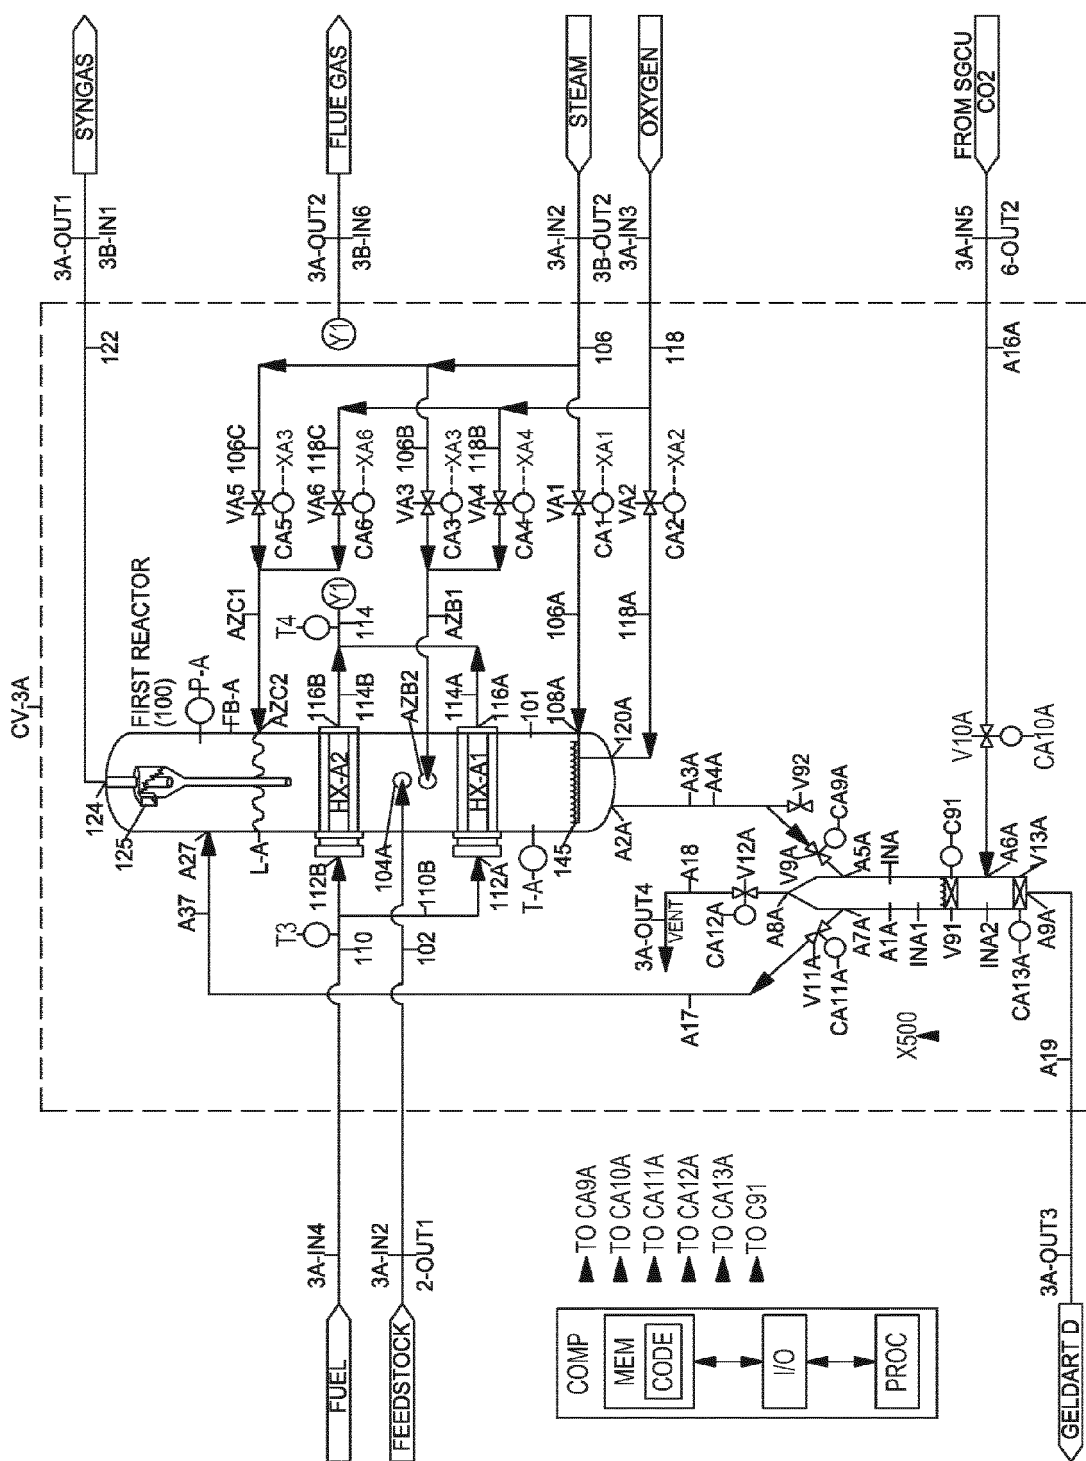 CV-3A
SYNGAS
3A-OUT1
3B-IN1
122
FLUE GAS
3A-OUT2
3B-IN6
Y1
STEAM
3A-IN2
3B-OUT2
106
OXYGEN
3A-IN3
118
FROM SGCU
CO2
3A-IN5
6-OUT2
A16A
VA5
106C
CA5
XA3
VA6
118C
CA6
XA6
VA3
106B
CA3
XA3
VA4
118B
CA4
XA4
VA1
CA1
XA1
VA2
CA2
XA2
AZC1
T4
Y1
114
AZB1
106A
118A
FIRST REACTOR
(100)
P-A
FB-A
AZC2
116B
114B
AZB2
114A
116A
101
108A
120A
124
125
A27
L-A
HX-A2
104A
HX-A1
T-A
145
A2A
A37
112B
110B
112A
T3
110
102
A3A
A4A
V92
V9A
CA9A
A5A
INA
C91
A6A
V13A
V10A
CA10A
A18
V12A
3A-OUT4
VENT
CA12A
A8A
V11A
CA11A
A7A
A1A
INA1
V91
INA2
CA13A
A9A
A17
X500
A19
3A-IN4
FUEL
3A-IN2
2-OUT1
FEEDSTOCK
TO CA9A
TO CA10A
TO CA11A
TO CA12A
TO CA13A
TO C91
COMP
MEM
CODE
I/O
PROC
3A-OUT3
GELDART D